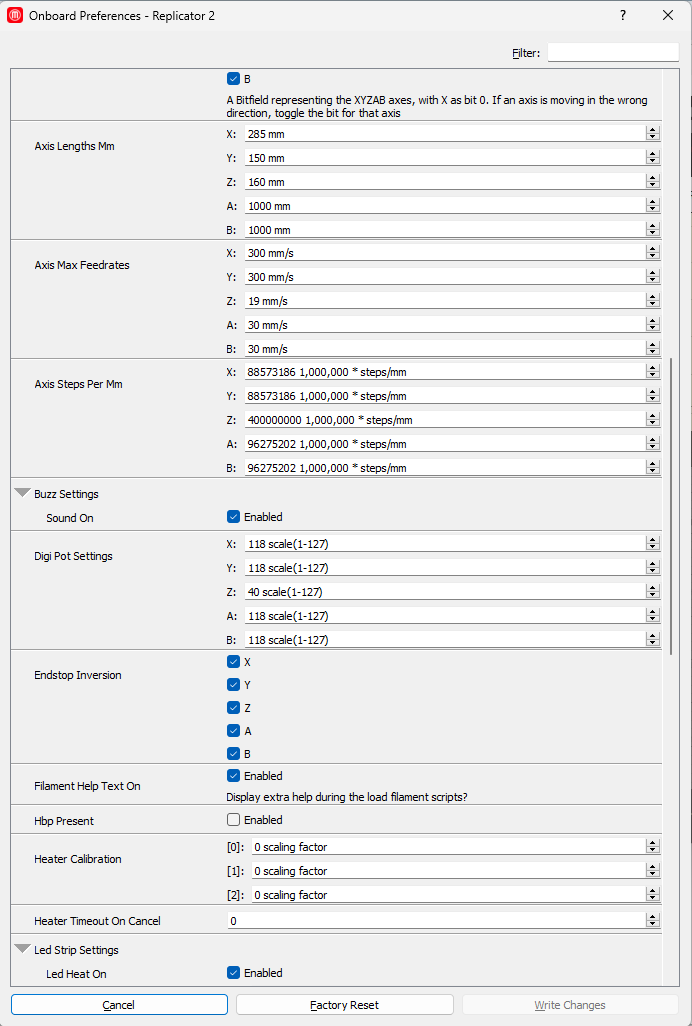 Onboard Preferences - Replicator 2
?
Filter:
B
A Bitfield representing the XYZAB axes, with X as bit 0. If an axis is moving in the wrong
direction, toggle the bit for that axis
Axis Lengths Mm
X: 285 mm
Y: 150 mm
Z: 160 mm
A: 1000 mm
B: 1000 mm
Axis Max Feedrates
X: 300 mm/s
Y: 300 mm/s
Z: 19 mm/s
A: 30 mm/s
B: 30 mm/s
Axis Steps Per Mm
X: 88573186 1,000,000 * steps/mm
Y: 88573186 1,000,000 * steps/mm
Z: 400000000 1,000,000 * steps/mm
A: 96275202 1,000,000 * steps/mm
B: 96275202 1,000,000 * steps/mm
Buzz Settings
Sound On
Enabled
Digi Pot Settings
X: 118 scale(1-127)
Y: 118 scale(1-127)
Z: 40 scale(1-127)
A: 118 scale(1-127)
B: 118 scale(1-127)
Endstop Inversion
X
Y
Z
A
B
Filament Help Text On
Enabled
Display extra help during the load filament scripts?
Hbp Present
Enabled
Heater Calibration
[0]: 0 scaling factor
[1]: 0 scaling factor
[2]: 0 scaling factor
Heater Timeout On Cancel
0
Led Strip Settings
Led Heat On
Enabled
Cancel
Factory Reset
Write Changes